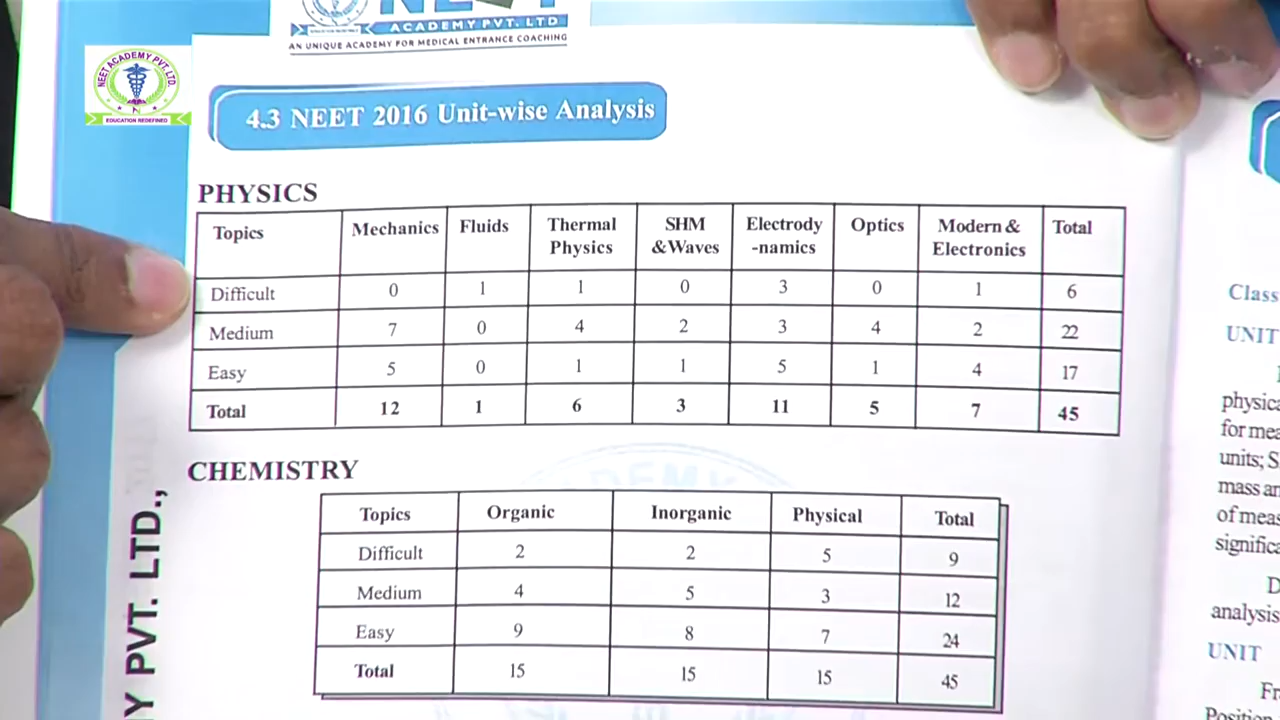 ACADEMY PVT. LTD
AN UNIQUE ACADEMY FOR MEDICAL ENTRANCE COACHING
NEET ACADEMY PVT. LTD.
EDUCATION REDEFINED
4.3 NEET 2016 Unit-wise Analysis
PHYSICS
Topics Mechanics Fluids Thermal Physics SHM &Waves Electrody -namics Optics Modern & Electronics Total
Difficult 0 1 1 0 3 0 1 6
Medium 7 0 4 2 3 4 2 22
Easy 5 0 1 1 5 1 4 17
Total 12 1 6 3 11 5 7 45
CHEMISTRY
Topics Organic Inorganic Physical Total
Difficult 2 2 5 9
Medium 4 5 3 12
Easy 9 8 7 24
Total 15 15 15 45
PVT. LTD.,
Class
UNIT
physica
for mea
units; S
mass an
of meas
significa
analysis
UNIT
Fr
Position